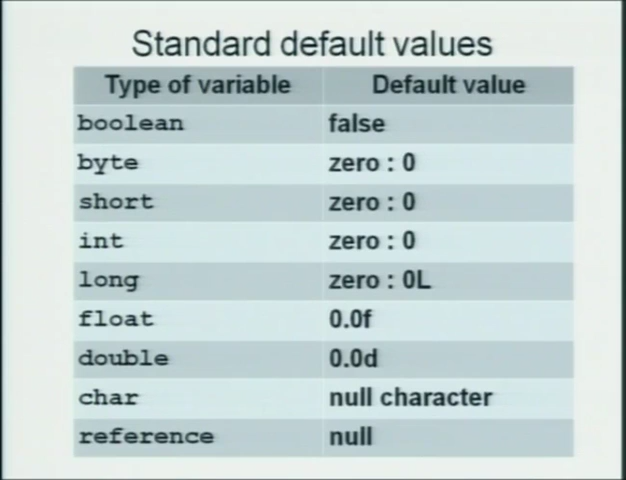 Standard default values
Type of variable Default value
boolean false
byte zero : 0
short zero : 0
int zero : 0
long zero : 0L
float 0.0f
double 0.0d
char null character
reference null